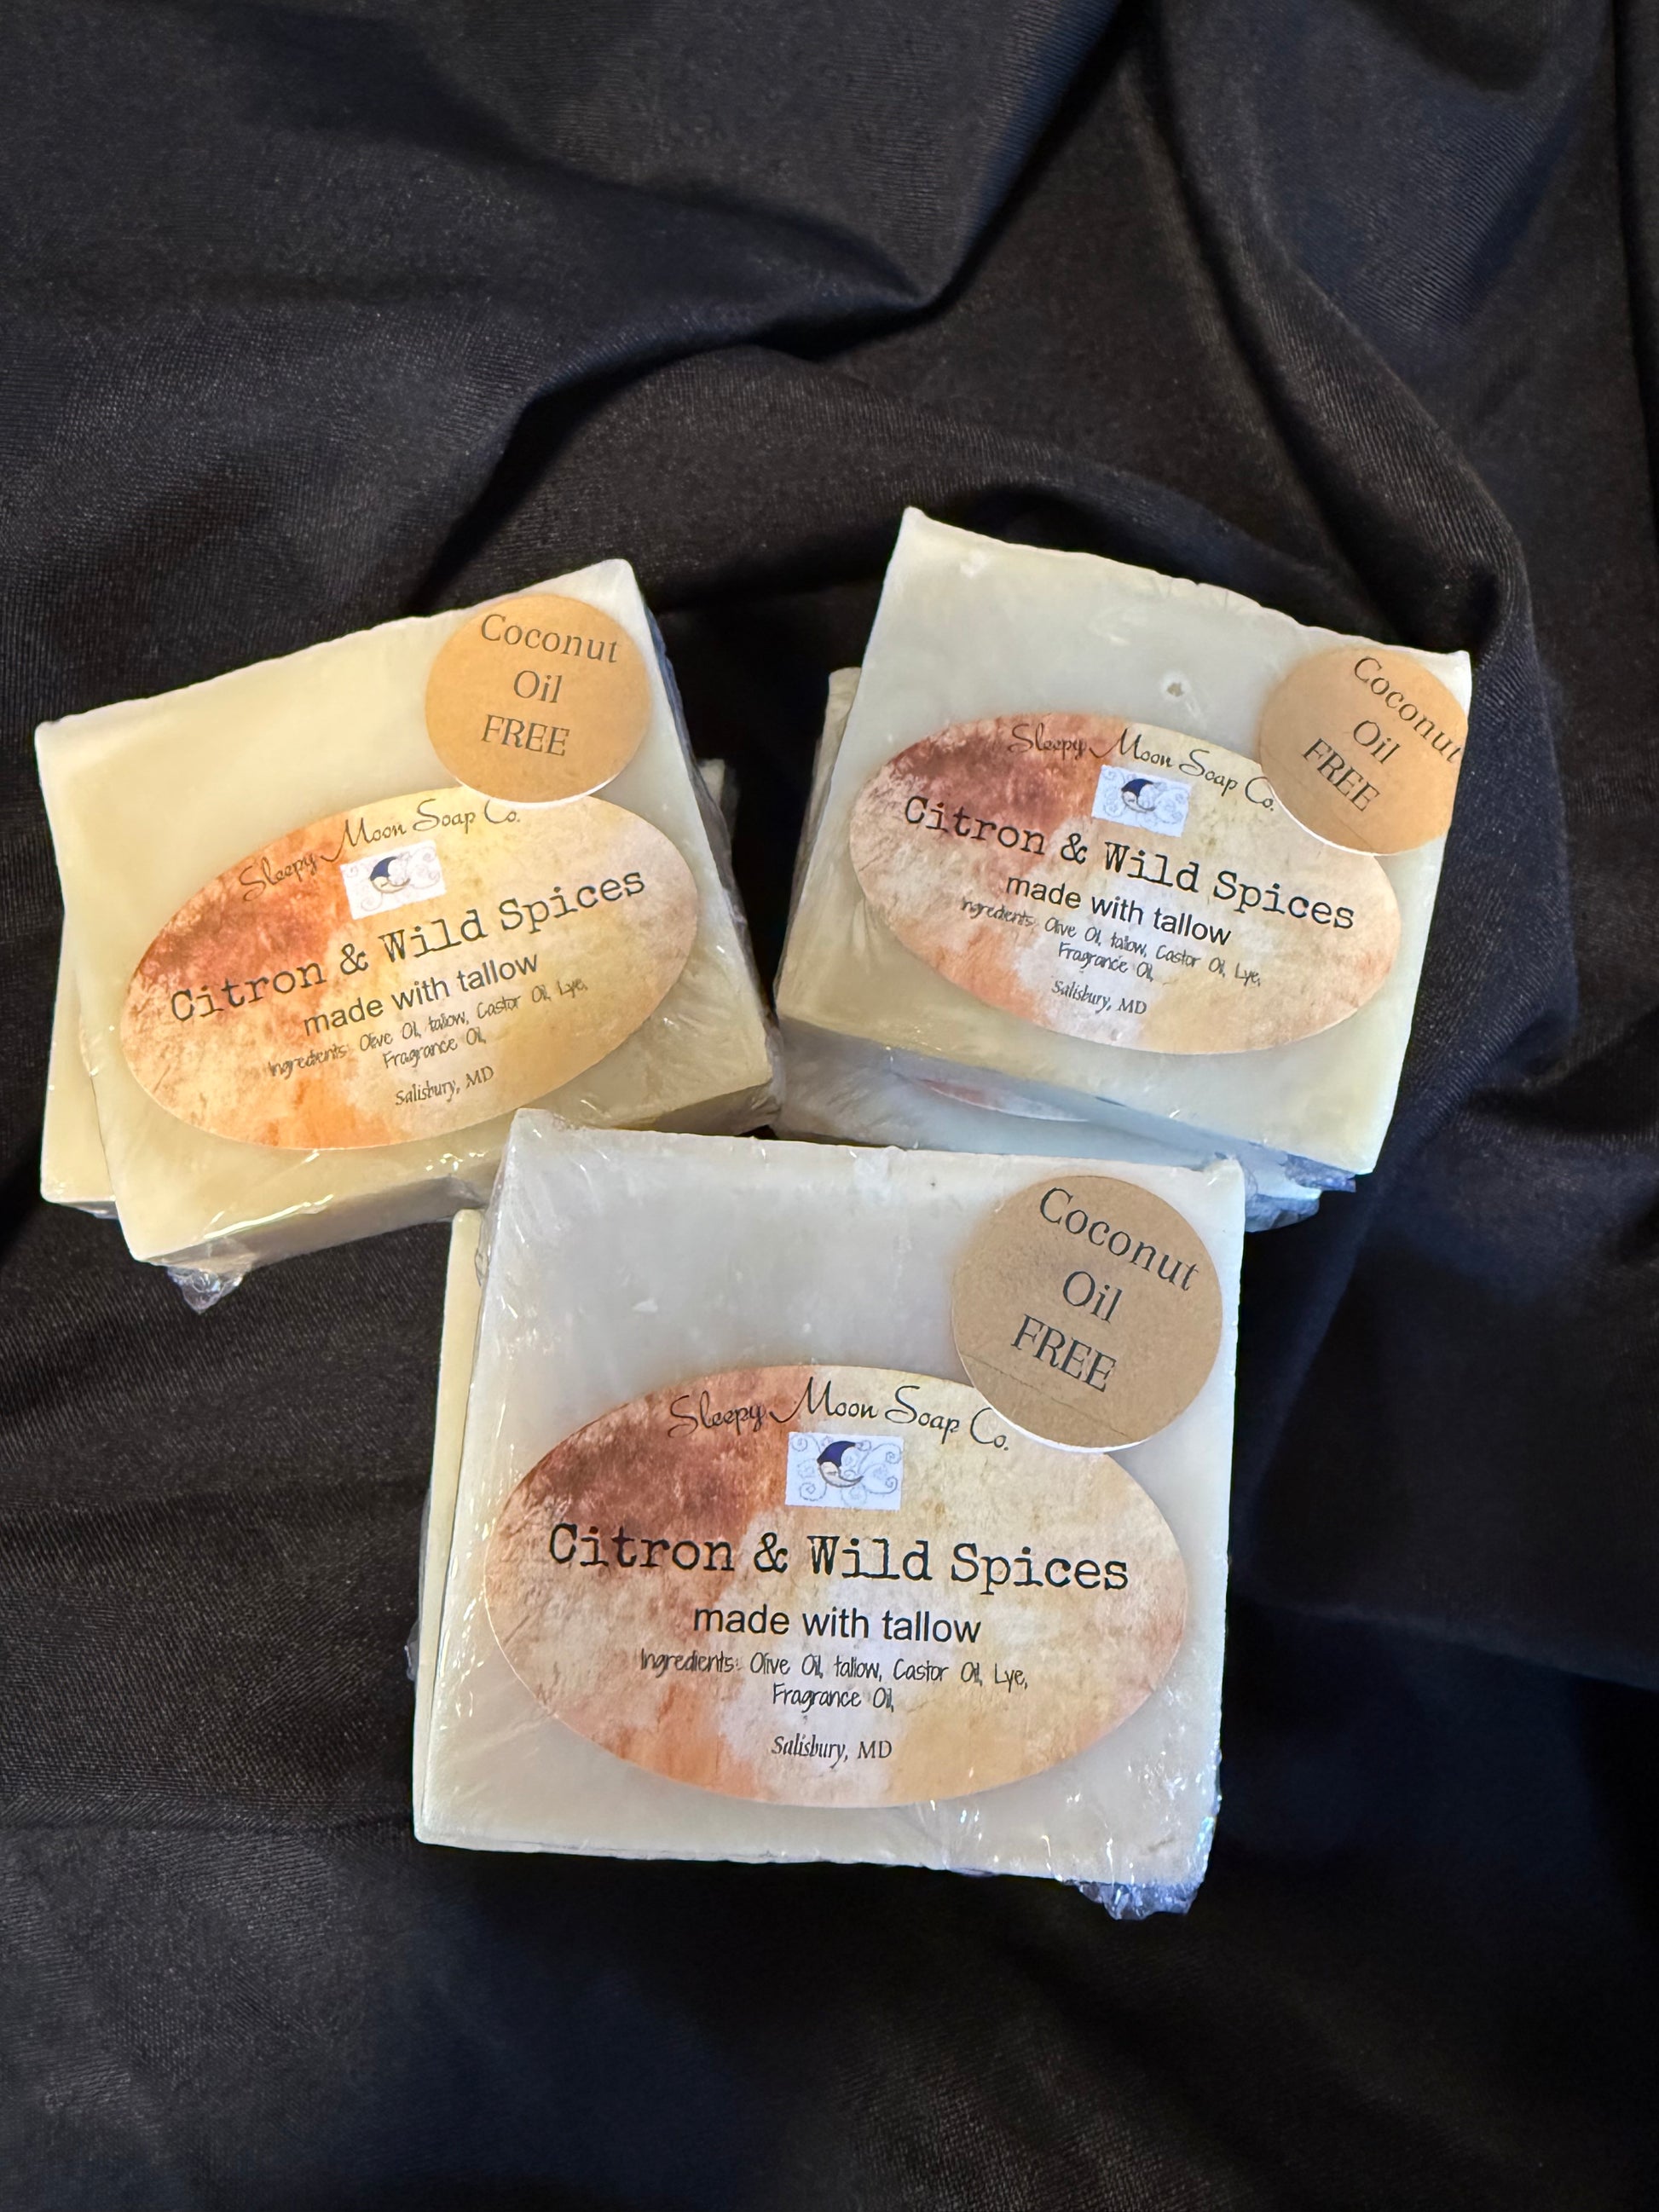 Coconut
Oil
FREE
Sleepy Moon Soap Co.
Citron & Wild Spices
made with tallow
Ingredients: Olive Oil, tallow, Castor Oil, Lye,
Fragrance Oil,
Salisbury, MD
Coconut
Oil
FREE
Sleepy Moon Soap Co.
Citron & Wild Spices
made with tallow
Ingredients: Olive Oil, tallow, Castor Oil, Lye,
Fragrance Oil,
Salisbury, MD
Coconut
Oil
FREE
Sleepy Moon Soap Co.
Citron & Wild Spices
made with tallow
Ingredients: Olive Oil, tallow, Castor Oil, Lye,
Fragrance Oil,
Salisbury, MD